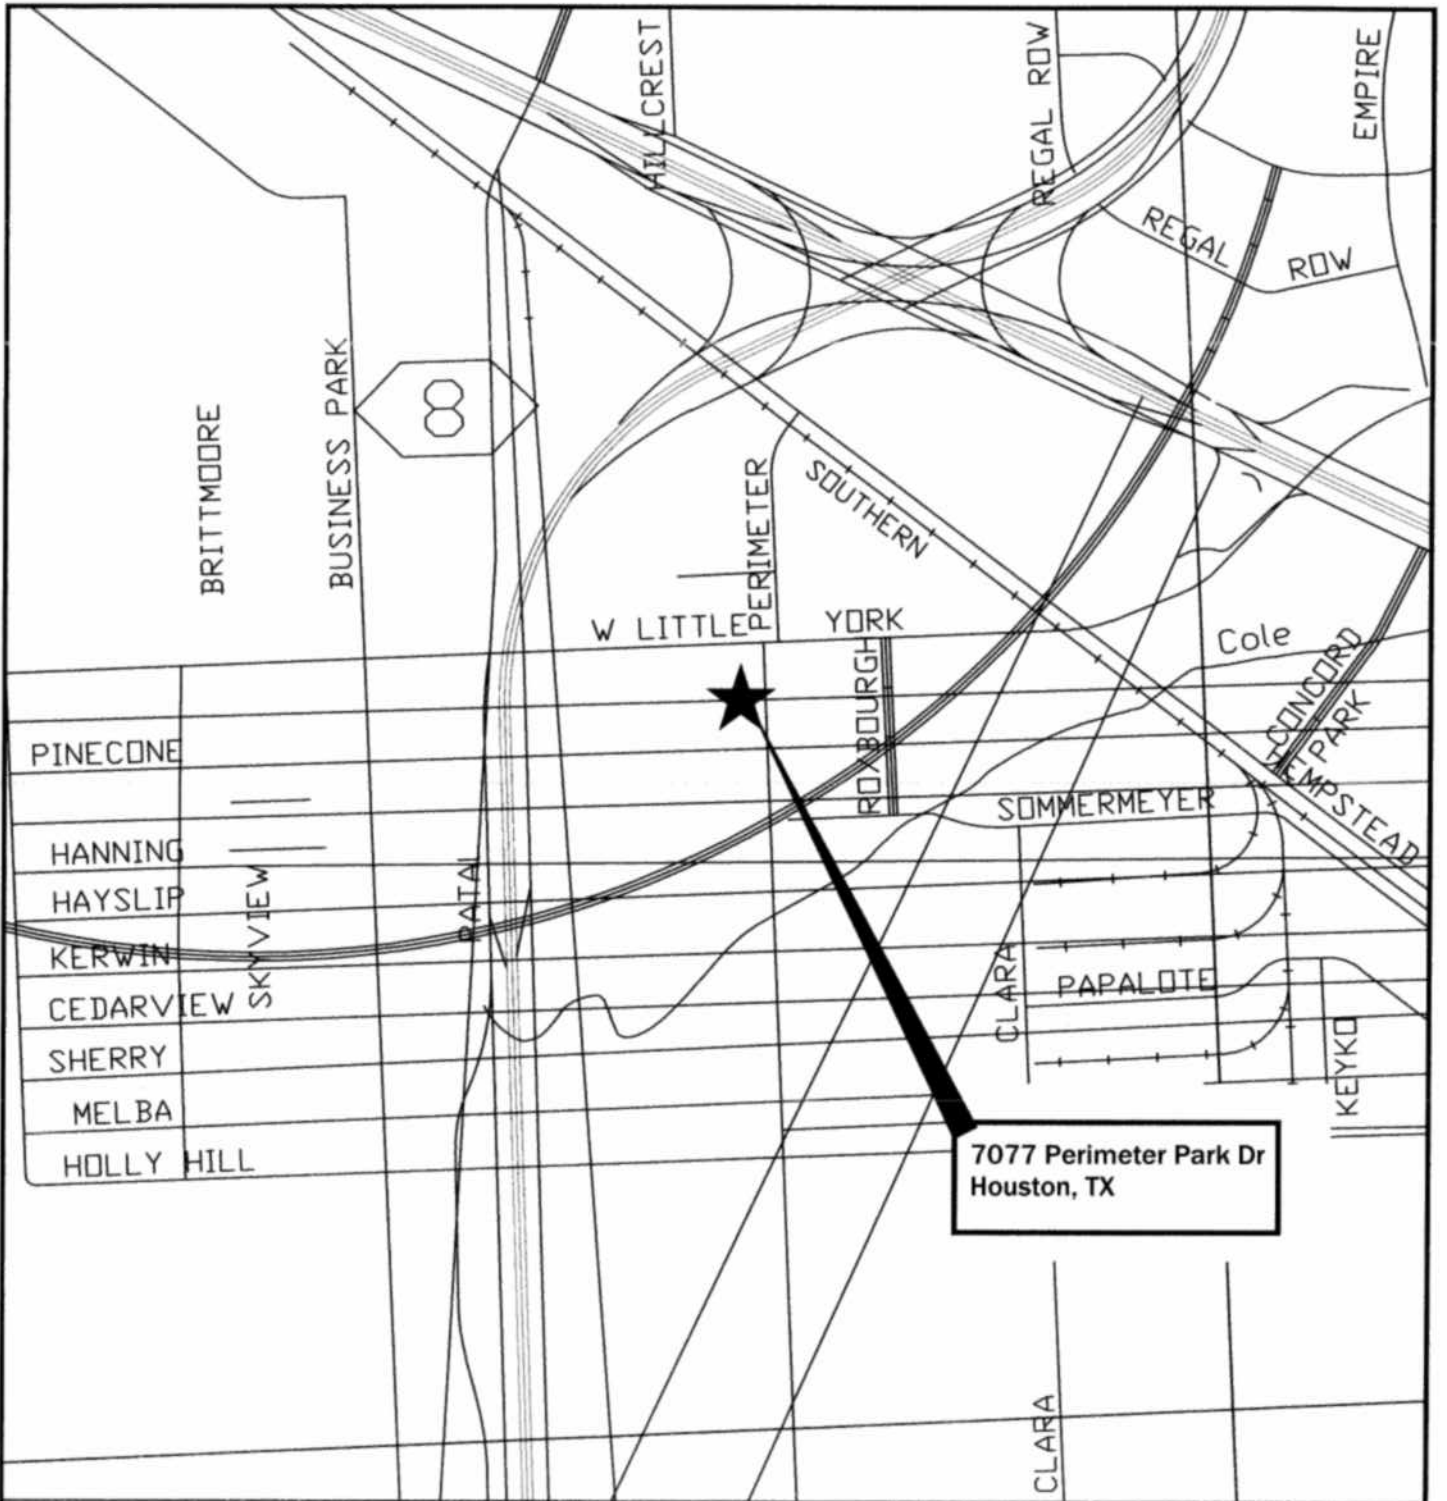 HILLCREST
REGAL ROW
EMPIRE
REGAL ROW
BRITTMOORE
BUSINESS PARK
8
PERIMETER
SOUTHERN
W LITTLE YORK
Cole
CONCORD
PARK
HEMPSTEAD
PINECONE
SOMMERMEYER
HANNING
HAYSLIP
SKYVIEW
KERWIN
CLARA
PAPALOTE
CEDARVIEW
SHERRY
KEYKO
MELBA
HOLLY HILL
7077 Perimeter Park Dr
Houston, TX
CLARA